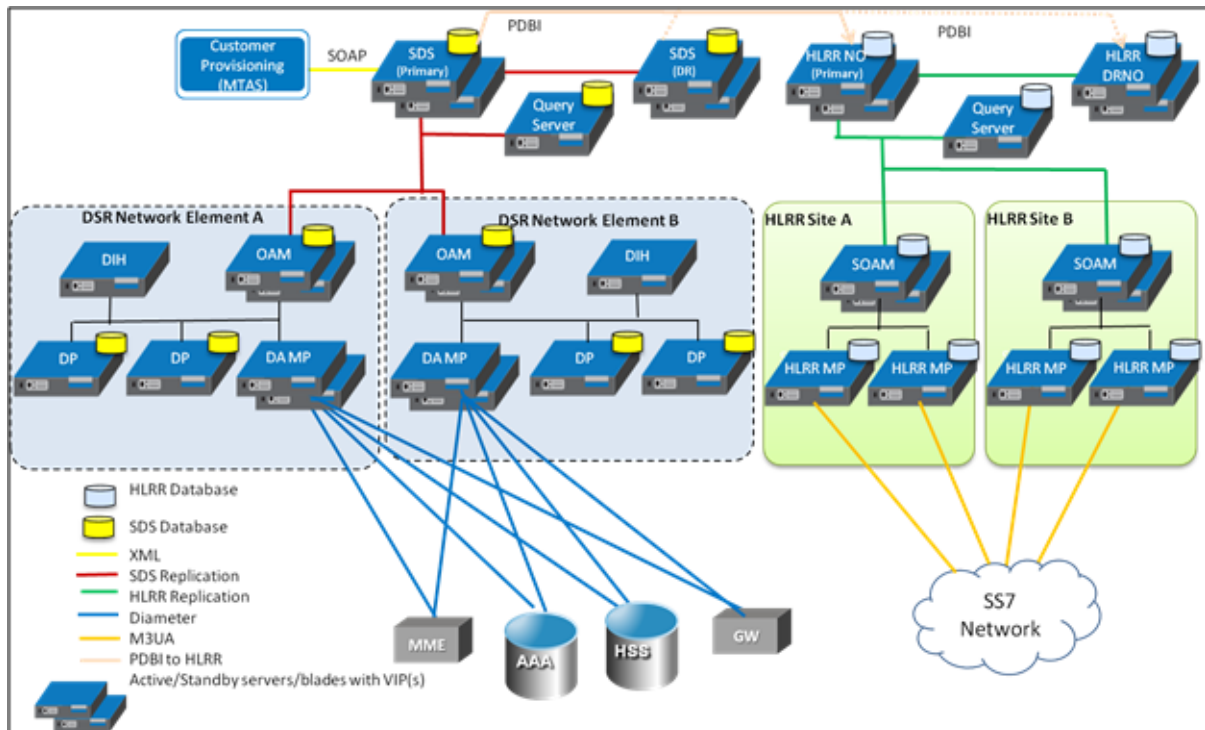 PDBI
PDBI
Customer
Provisioning
(MTAS)
SOAP
SDS
(Primary)
SDS
(DR)
HLRR NO
(Primary)
HLRR
DRNO
Query
Server
Query
Server
DSR Network Element A
DSR Network Element B
HLRR Site A
HLRR Site B
DIH
OAM
OAM
DIH
SOAM
SOAM
DP
DP
DA MP
DA MP
DP
DP
HLRR MP
HLRR MP
HLRR MP
HLRR MP
HLRR Database
SDS Database
XML
SDS Replication
HLRR Replication
Diameter
M3UA
PDBI to HLRR
Active/Standby servers/blades with VIP(s)
MME
AAA
HSS
GW
SS7
Network